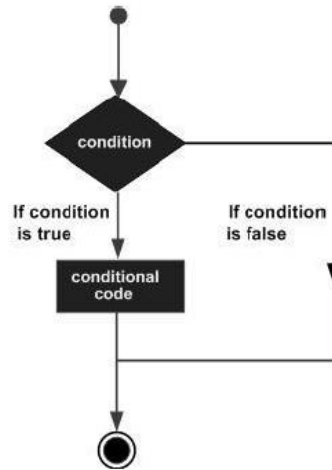 condition
If condition
is true
If condition
is false
conditional
code